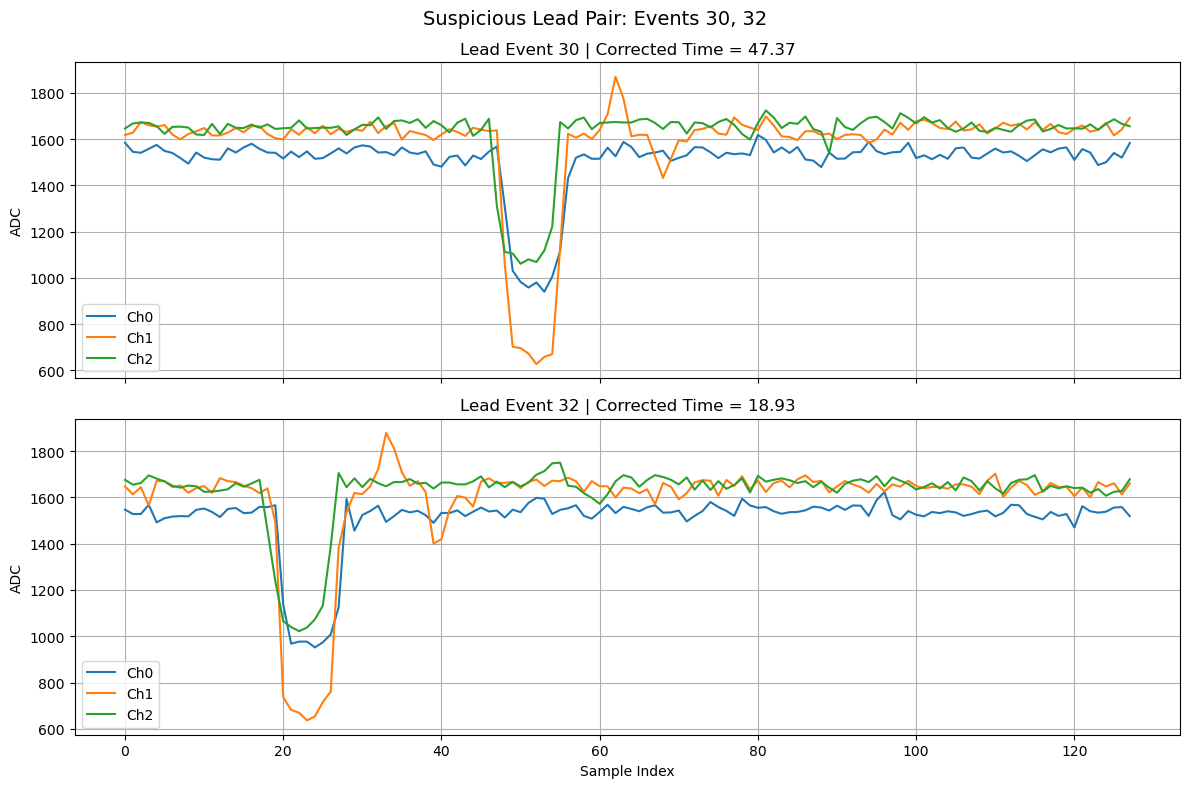 Suspicious Lead Pair: Events 30, 32
Lead Event 30 | Corrected Time = 47.37
1800
1600
1400
1200
1000
800
600
ADC
Ch0
Ch1
Ch2
Lead Event 32 | Corrected Time = 18.93
1800
1600
1400
1200
1000
800
600
ADC
Ch0
Ch1
Ch2
0 20 40 60 80 100 120
Sample Index